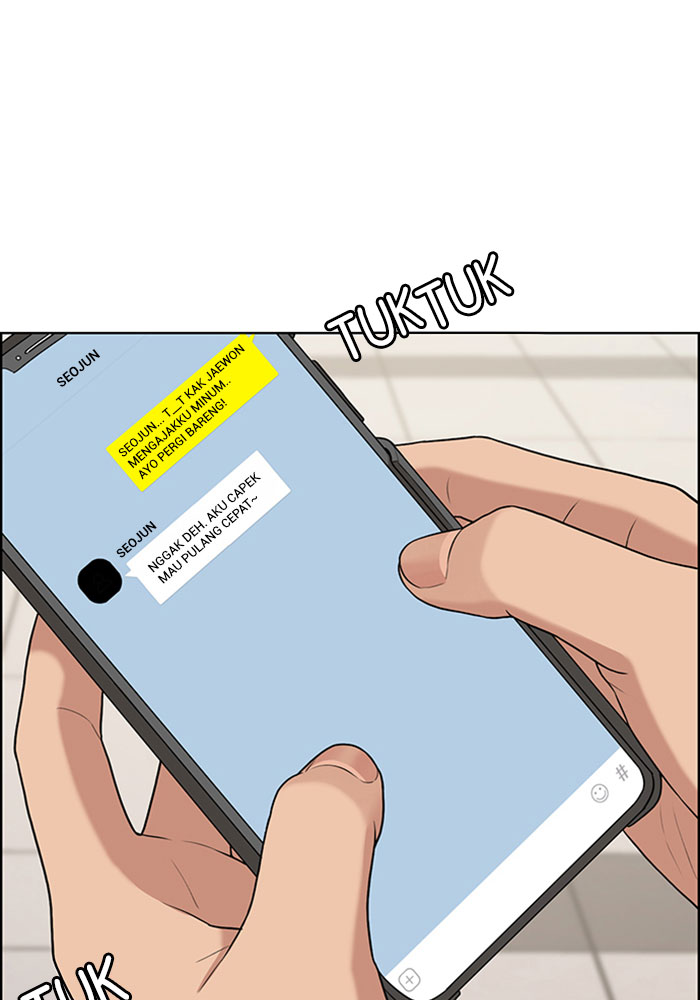 TUKTUK
SEOJUN
SEOJUN... T_T KAK JAEWON
MENGAJAKKU MINUM..
AYO PERGI BARENG!
SEOJUN
NGGAK DEH. AKU CAPEK
MAU PULANG CEPAT~
#
TUK